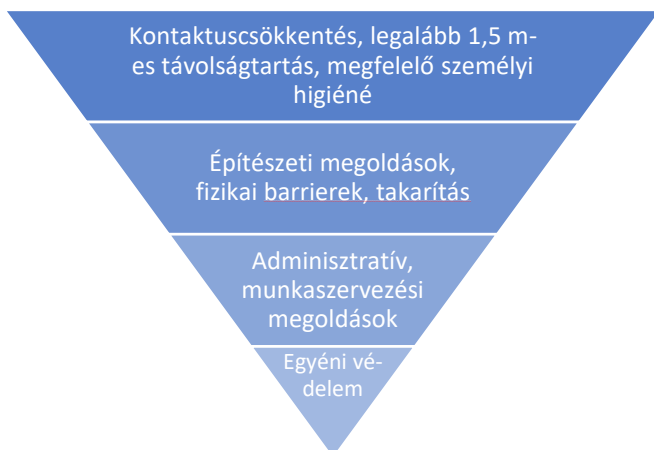 Kontaktuscsökkentés, legalább 1,5 m-
es távolságtartás, megfelelő személyi
higiéné
Építészeti megoldások,
fizikai barrierek, takarítás
Adminisztratív,
munkaszervezési
megoldások
Egyéni vé-
delem